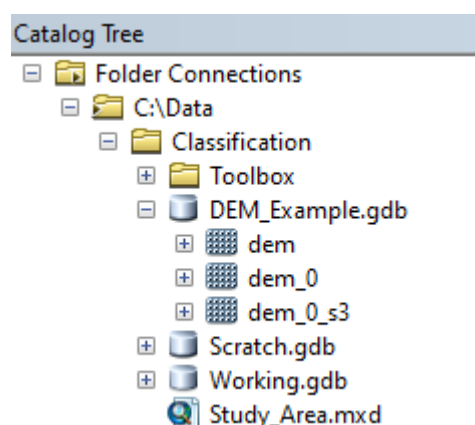 Catalog Tree
Folder Connections
C:\Data
Classification
Toolbox
DEM_Example.gdb
dem
dem_0
dem_0_s3
Scratch.gdb
Working.gdb
Study_Area.mxd